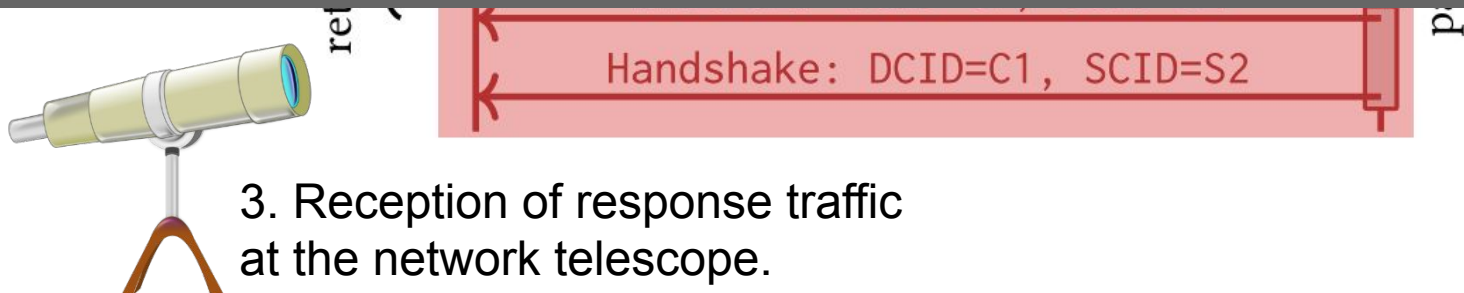 Handshake: DCID=C1, SCID=S2
3. Reception of response traffic
at the network telescope.